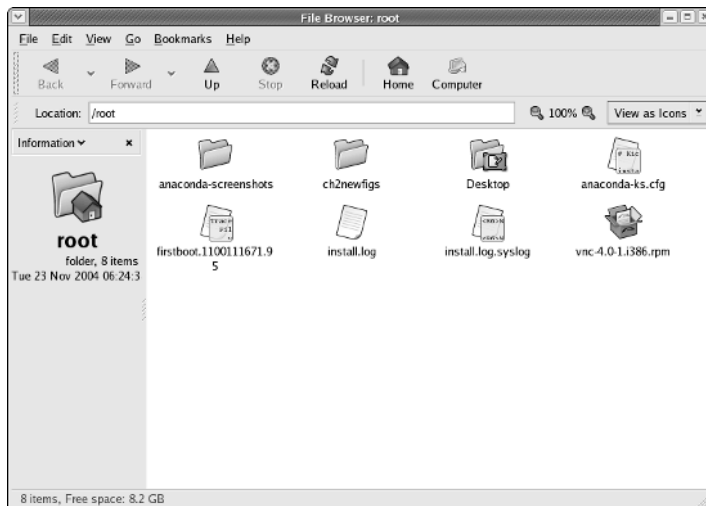 File Browser: root
File Edit View Go Bookmarks Help
Back Forward Up Stop Reload Home Computer
Location: /root 100% View as Icons
Information
anaconda-screenshots ch2newfigs Desktop anaconda-ks.cfg
root
folder, 8 items
Tue 23 Nov 2004 06:24:3
firstboot.1100111671.9
5
install.log install.log.syslog vnc-4.0-1.i386.rpm
8 items, Free space: 8.2 GB